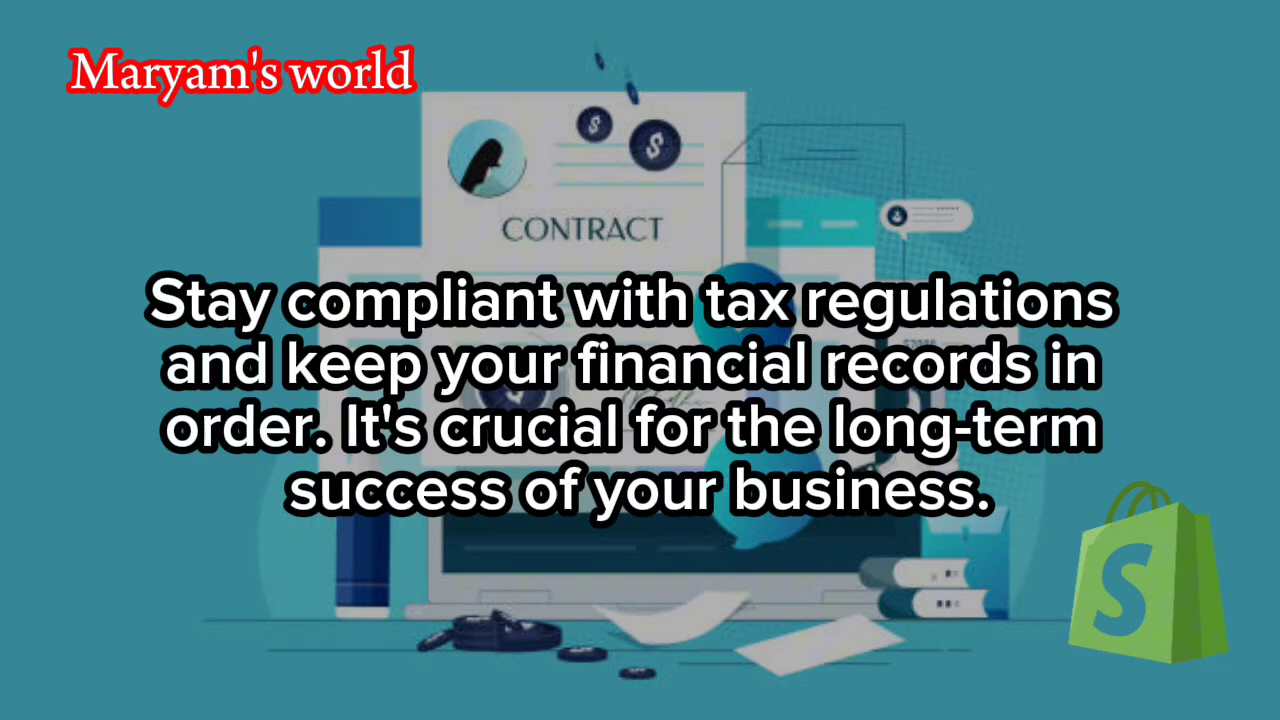 Maryam's world
CONTRACT
Stay compliant with tax regulations
and keep your financial records in
order. It's crucial for the long-term
success of your business.